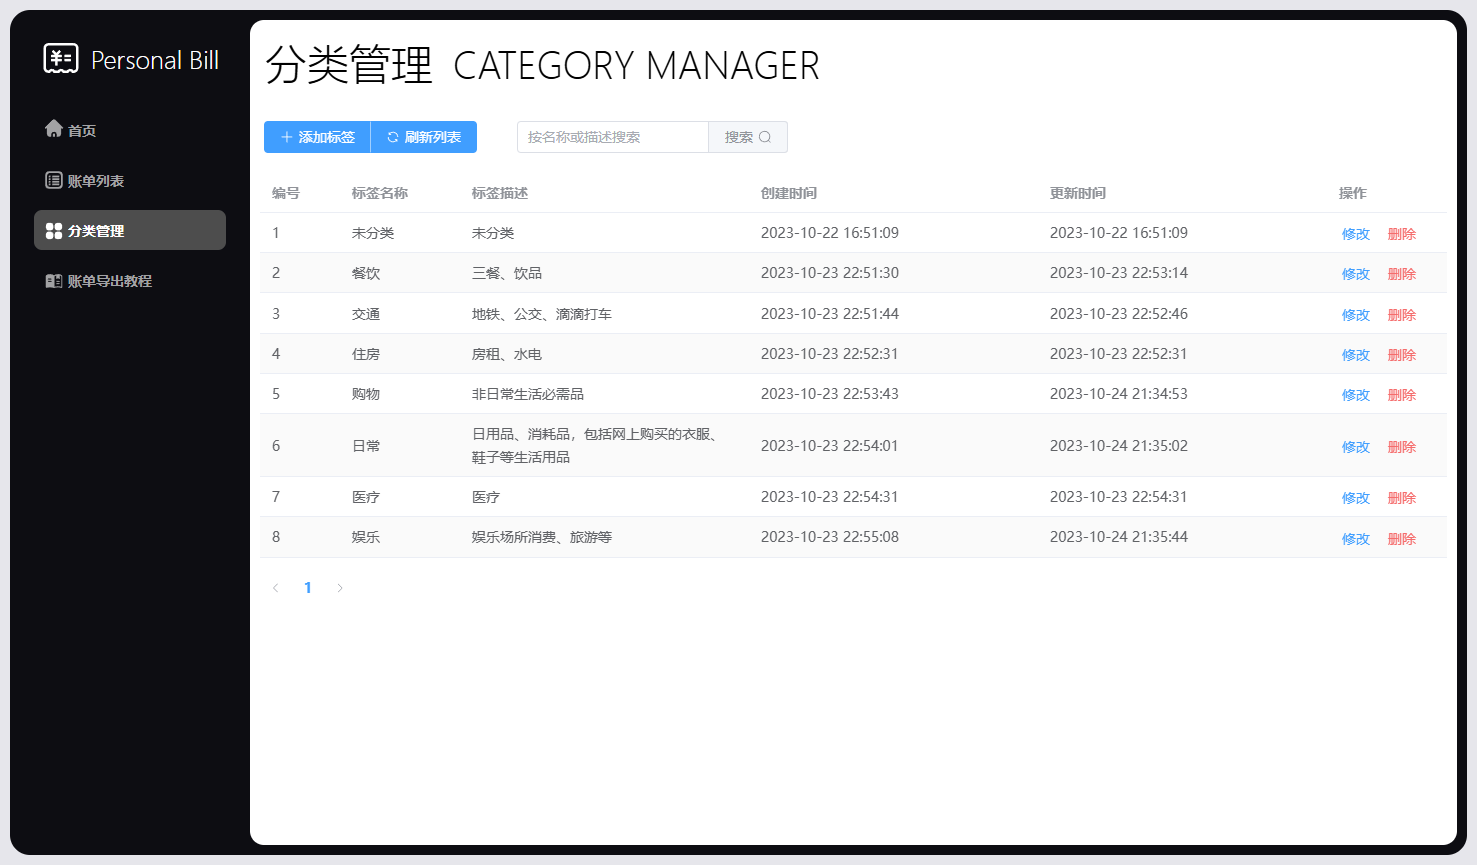 Personal Bill
首页
账单列表
分类管理
账单导出教程
分类管理 CATEGORY MANAGER
添加标签 刷新列表 按名称或描述搜索 搜索
编号 标签名称 标签描述 创建时间 更新时间 操作
1 未分类 未分类 2023-10-22 16:51:09 2023-10-22 16:51:09 修改 删除
2 餐饮 三餐、饮品 2023-10-23 22:51:30 2023-10-23 22:53:14 修改 删除
3 交通 地铁、公交、滴滴打车 2023-10-23 22:51:44 2023-10-23 22:52:46 修改 删除
4 住房 房租、水电 2023-10-23 22:52:31 2023-10-23 22:52:31 修改 删除
5 购物 非日常生活必需品 2023-10-23 22:53:43 2023-10-24 21:34:53 修改 删除
6 日常 日用品、消耗品，包括网上购买的衣服、 2023-10-23 22:54:01 2023-10-24 21:35:02 修改 删除
鞋子等生活用品
7 医疗 医疗 2023-10-23 22:54:31 2023-10-23 22:54:31 修改 删除
8 娱乐 娱乐场所消费、旅游等 2023-10-23 22:55:08 2023-10-24 21:35:44 修改 删除
1